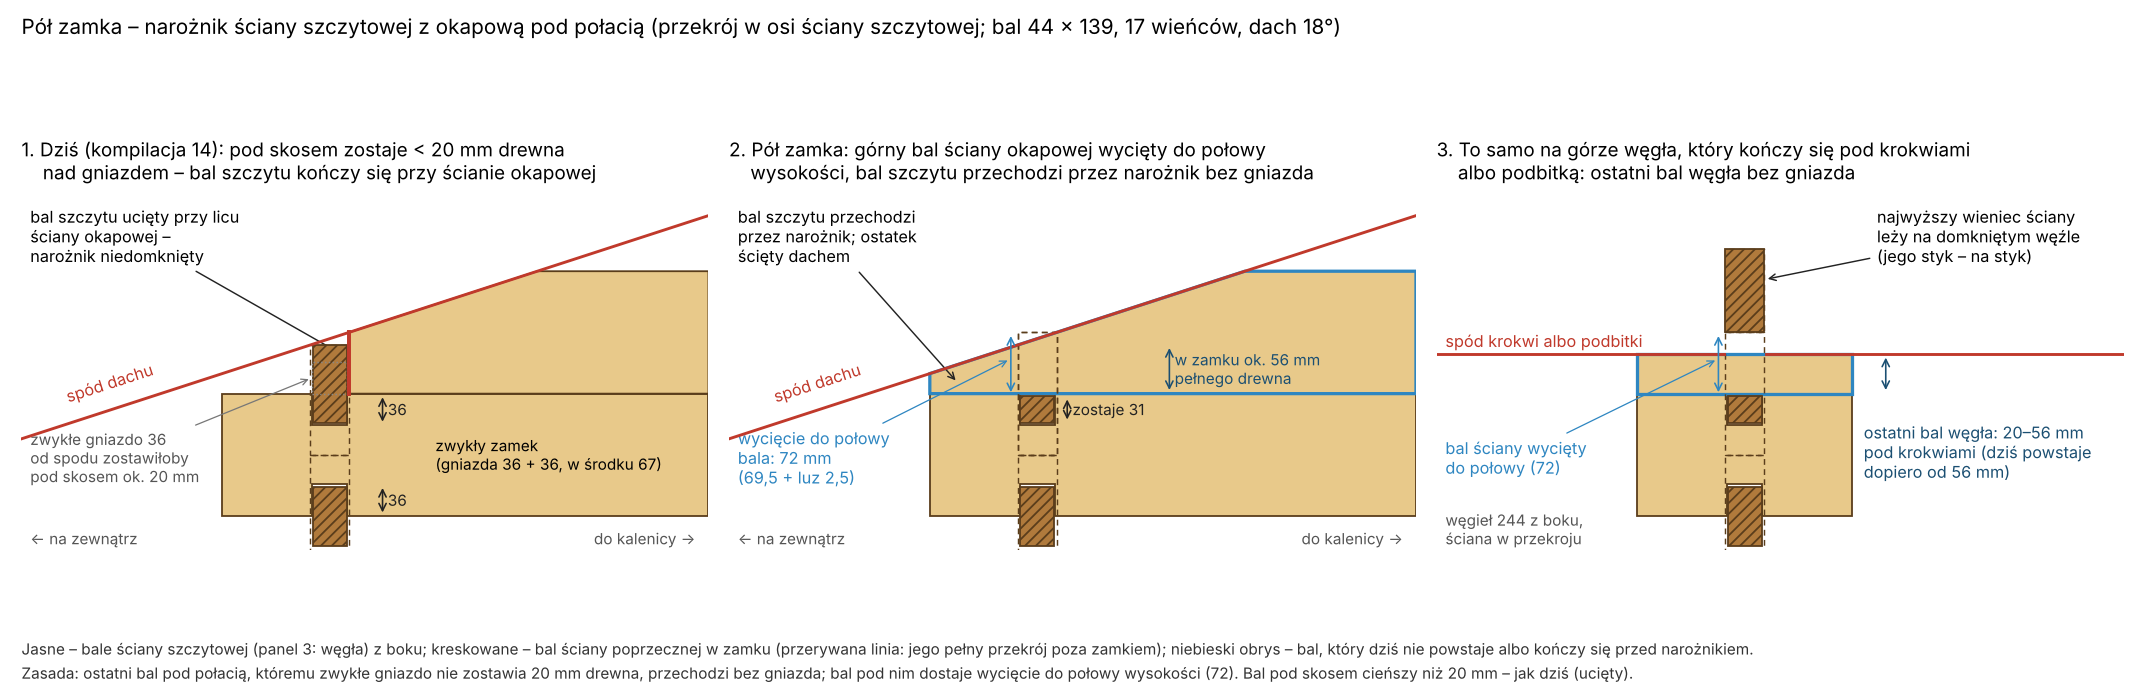 Pół zamka – narożnik ściany szczytowej z okapową pod połacią (przekrój w osi ściany szczytowej; bal 44 × 139, 17 wieńców, dach 18°)
1. Dziś (kompilacja 14): pod skosem zostaje < 20 mm drewna
nad gniazdem – bal szczytu kończy się przy ścianie okapowej
bal szczytu ucięty przy licu
ściany okapowej –
narożnik niedomknięty
spód dachu
36
zwykłe gniazdo 36
od spodu zostawiłoby
pod skosem ok. 20 mm
zwykły zamek
(gniazda 36 + 36, w środku 67)
36
← na zewnątrz
do kalenicy →
2. Pół zamka: górny bal ściany okapowej wycięty do połowy
wysokości, bal szczytu przechodzi przez narożnik bez gniazda
bal szczytu przechodzi
przez narożnik; ostatek
ścięty dachem
spód dachu
w zamku ok. 56 mm
pełnego drewna
zostaje 31
wycięcie do połowy
bala: 72 mm
(69,5 + luz 2,5)
← na zewnątrz
do kalenicy →
3. To samo na górze węgła, który kończy się pod krokwiami
albo podbitką: ostatni bal węgła bez gniazda
najwyższy wieniec ściany
leży na domkniętym węźle
(jego styk – na styk)
spód krokwi albo podbitki
bal ściany wycięty
do połowy (72)
ostatni bal węgła: 20–56 mm
pod krokwiami (dziś powstaje
dopiero od 56 mm)
węgieł 244 z boku,
ściana w przekroju
Jasne – bale ściany szczytowej (panel 3: węgła) z boku; kreskowane – bal ściany poprzecznej w zamku (przerywana linia: jego pełny przekrój poza zamkiem); niebieski obrys – bal, który dziś nie powstaje albo kończy się przed narożnikiem.
Zasada: ostatni bal pod połacią, któremu zwykłe gniazdo nie zostawia 20 mm drewna, przechodzi bez gniazda; bal pod nim dostaje wycięcie do połowy wysokości (72). Bal pod skosem cieńszy niż 20 mm – jak dziś (ucięty).